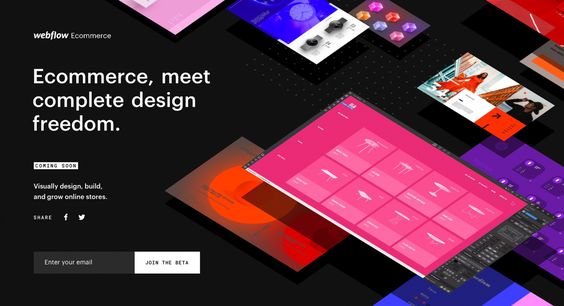 webflow Ecommerce
Ecommerce, meet
complete design
freedom.
COMING SOON
Visually design, build,
and grow online stores.
SHARE
Enter your email
JOIN THE BETA